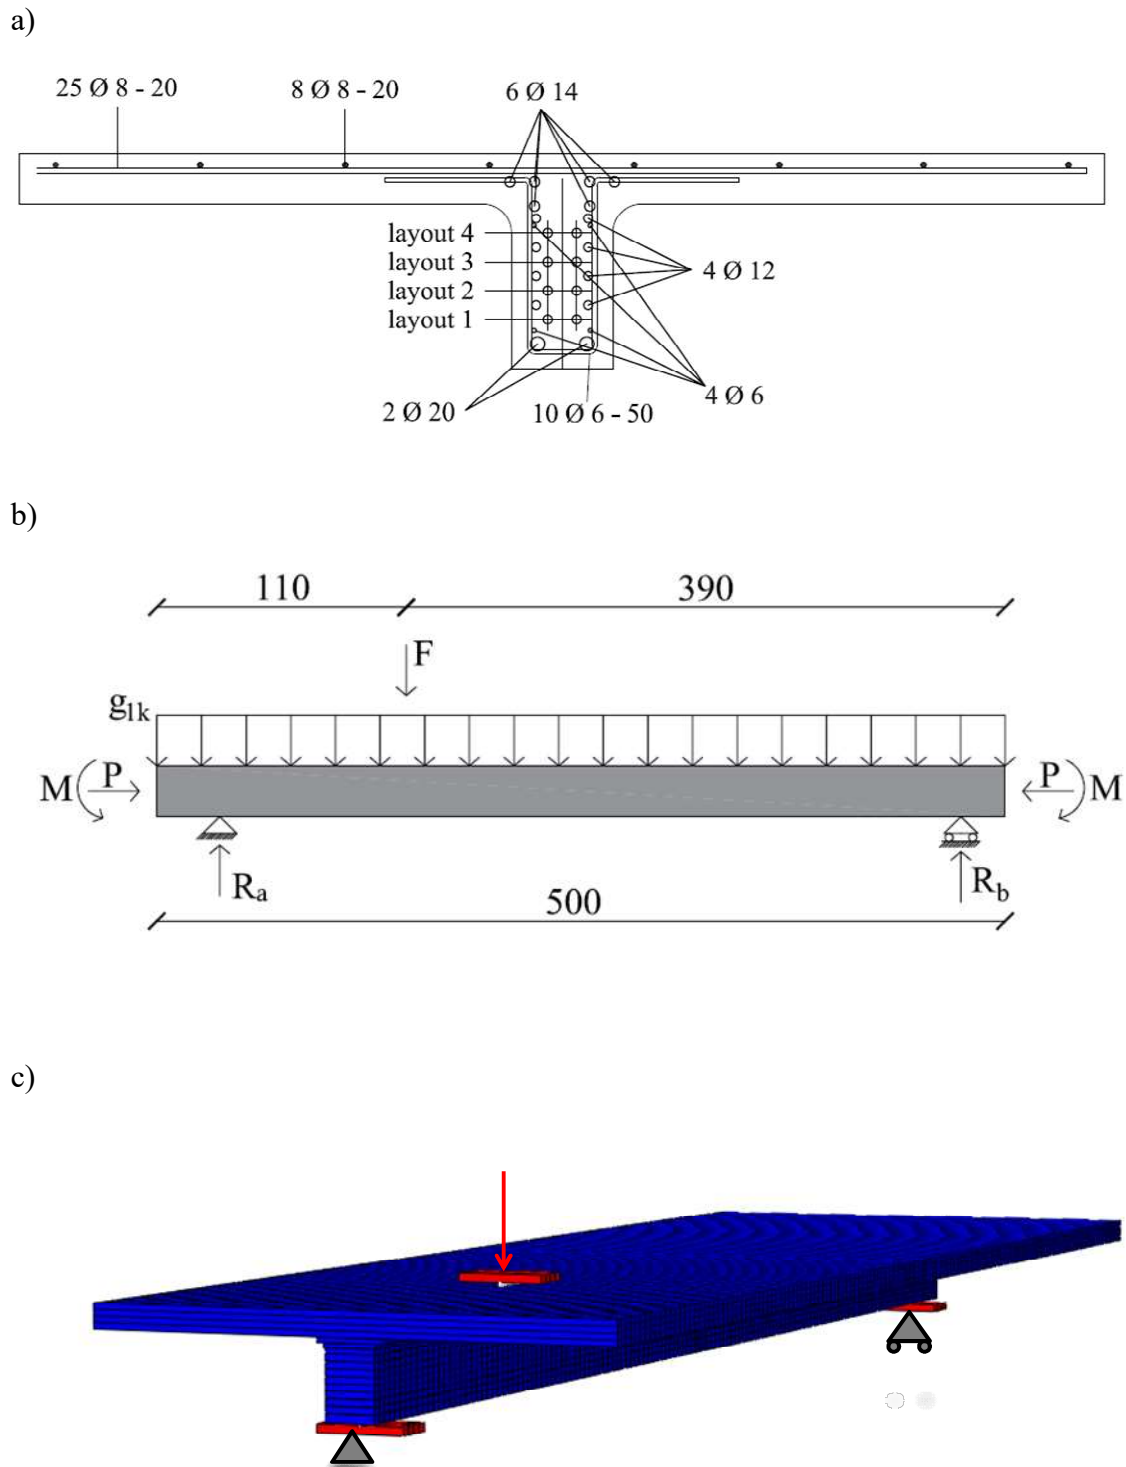 a)
25 Ø 8 - 20
8 Ø 8 - 20
6 Ø 14
layout 4
layout 3
layout 2
layout 1
4 Ø 12
4 Ø 6
2 Ø 20
10 Ø 6 - 50
b)
110
390
F
g1k
M
P
P
M
Ra
Rb
500
c)